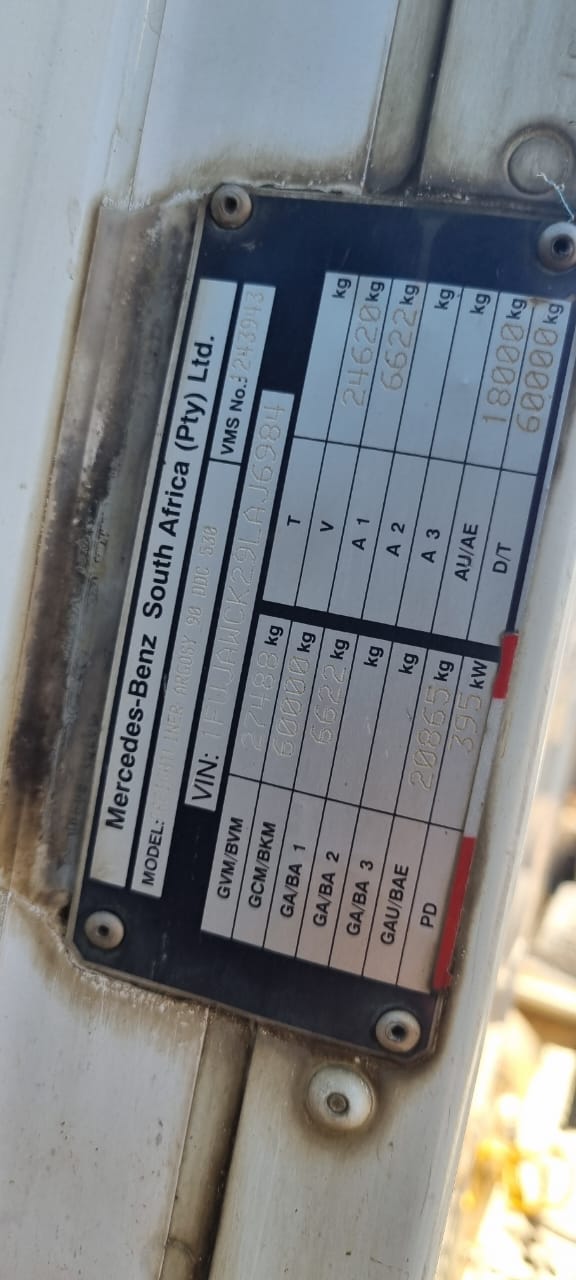 Mercedes-Benz South Africa (Pty) Ltd.
MODEL: FREIGHTLINER ARGOSY 90 DDC 530 VMS No.: 243943
VIN: 1FUJAWCK29LAJ6984
GVM/BVM 27488 kg
GCM/BKM 60000 kg
GA/BA 1 6622 kg
GA/BA 2 kg
GA/BA 3 kg
GAU/BAE 20865 kg
PD 395 kW
T kg
V 24620 kg
A 1 6622 kg
A 2 kg
A 3 kg
AU/AE 18000 kg
D/T 60000 kg